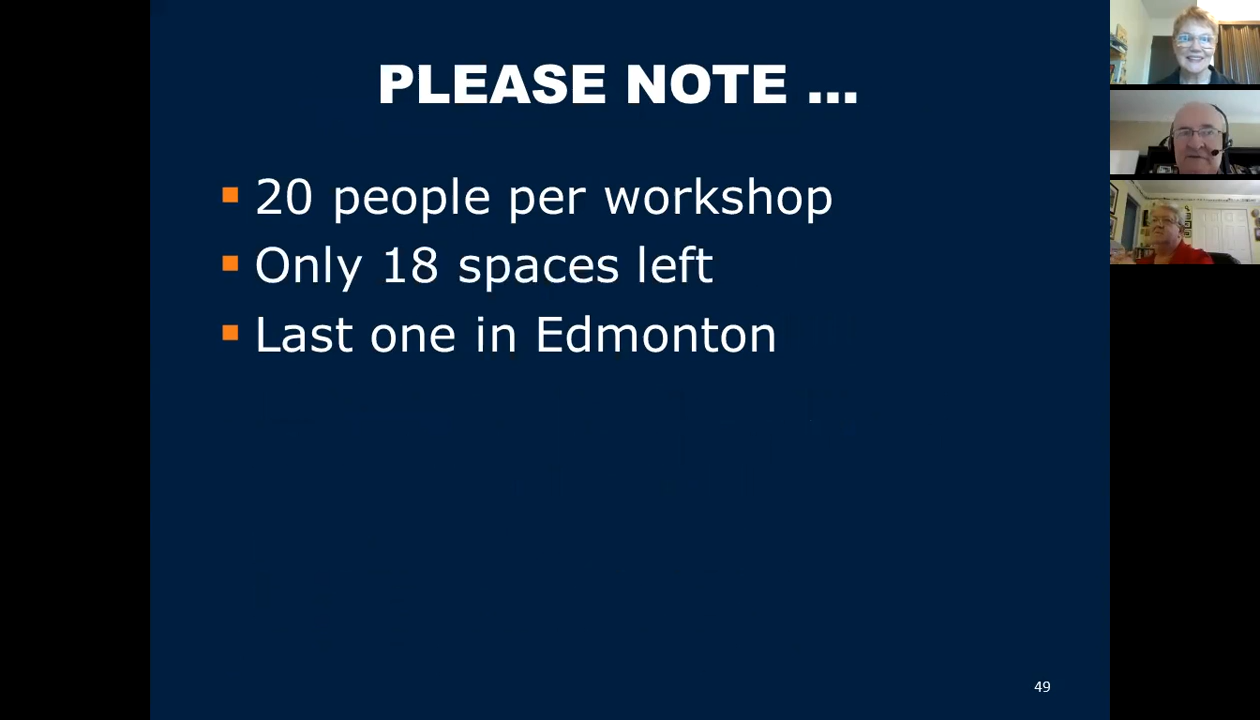 PLEASE NOTE ...
20 people per workshop
Only 18 spaces left
Last one in Edmonton
49